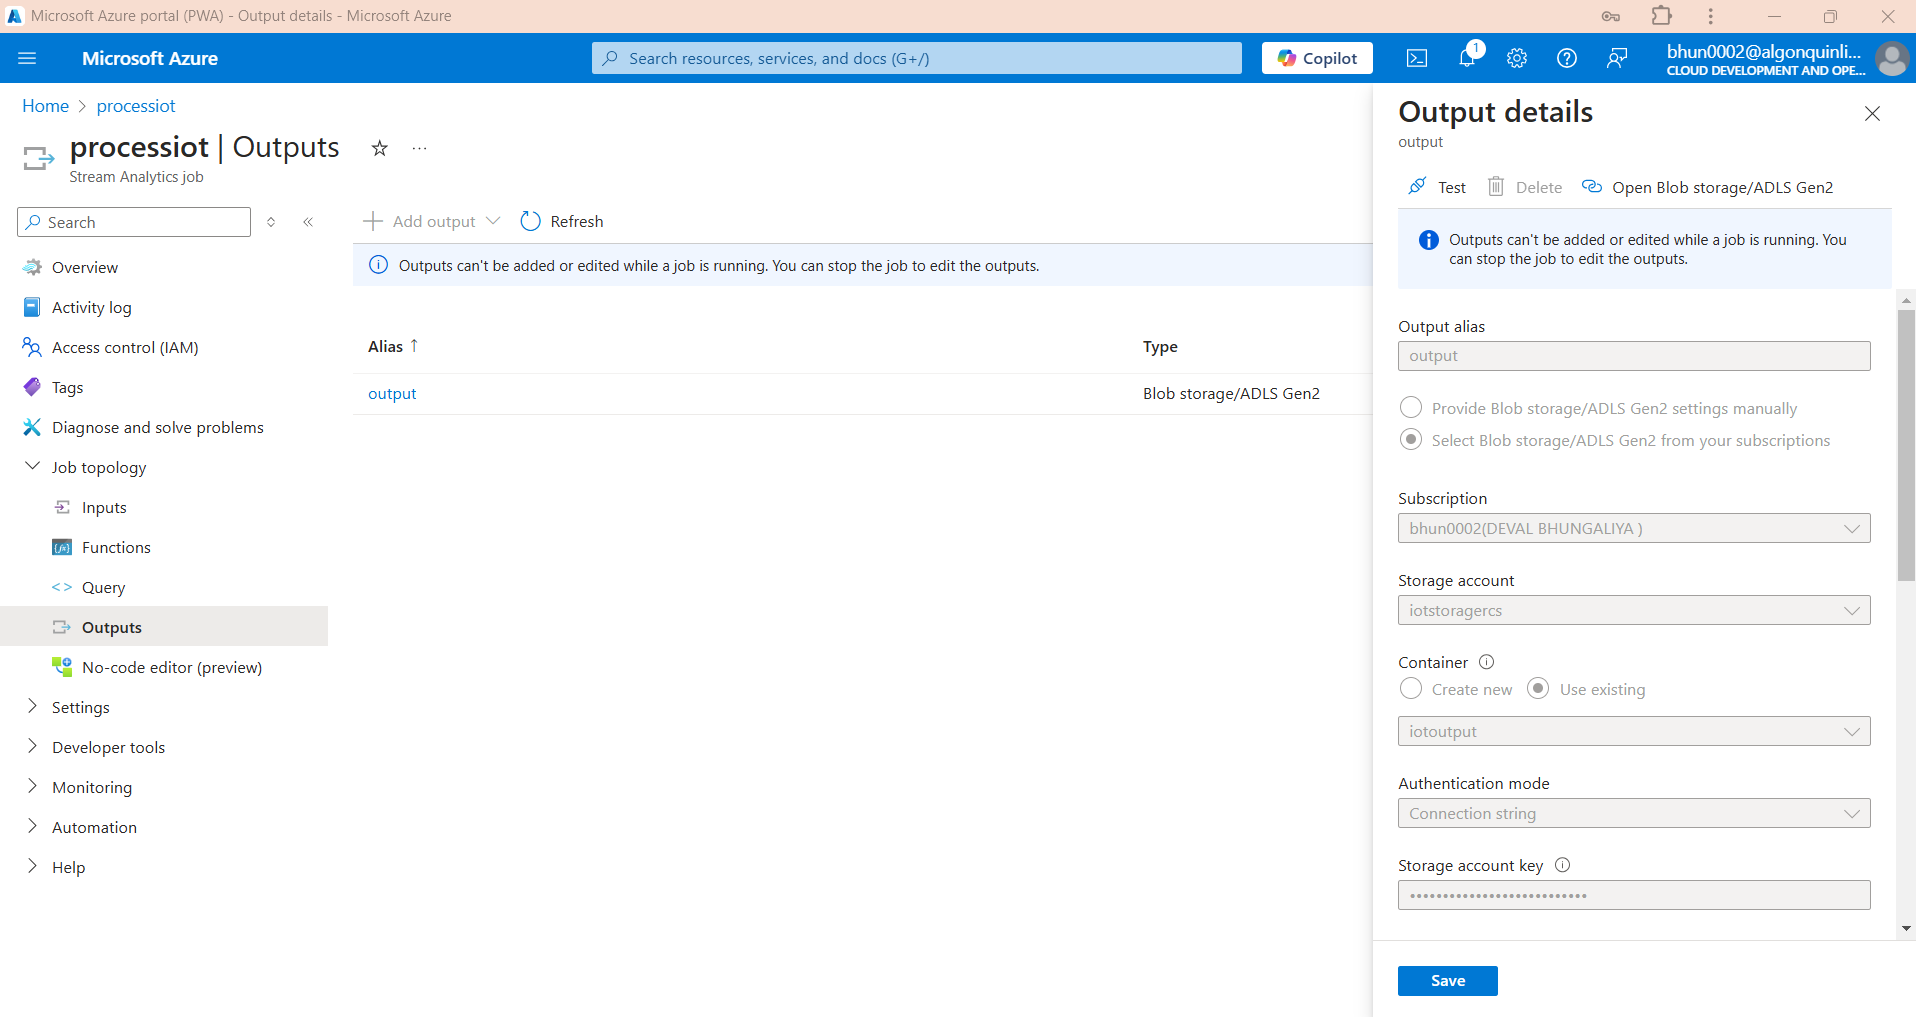 Microsoft Azure portal (PWA) - Output details - Microsoft Azure
Microsoft Azure
Search resources, services, and docs (G+/)
Copilot
1
bhun0002@algonquinli...
CLOUD DEVELOPMENT AND OPE...
Home
processiot
processiot | Outputs
Stream Analytics job
Search
Overview
Activity log
Access control (IAM)
Tags
Diagnose and solve problems
Job topology
Inputs
Functions
Query
Outputs
No-code editor (preview)
Settings
Developer tools
Monitoring
Automation
Help
Add output
Refresh
Outputs can't be added or edited while a job is running. You can stop the job to edit the outputs.
Alias ↑
Type
output
Blob storage/ADLS Gen2
Output details
output
Test
Delete
Open Blob storage/ADLS Gen2
Outputs can't be added or edited while a job is running. You
can stop the job to edit the outputs.
Output alias
output
Provide Blob storage/ADLS Gen2 settings manually
Select Blob storage/ADLS Gen2 from your subscriptions
Subscription
bhun0002(DEVAL BHUNGALIYA )
Storage account
iotstoragercs
Container
Create new
Use existing
iotoutput
Authentication mode
Connection string
Storage account key
Save